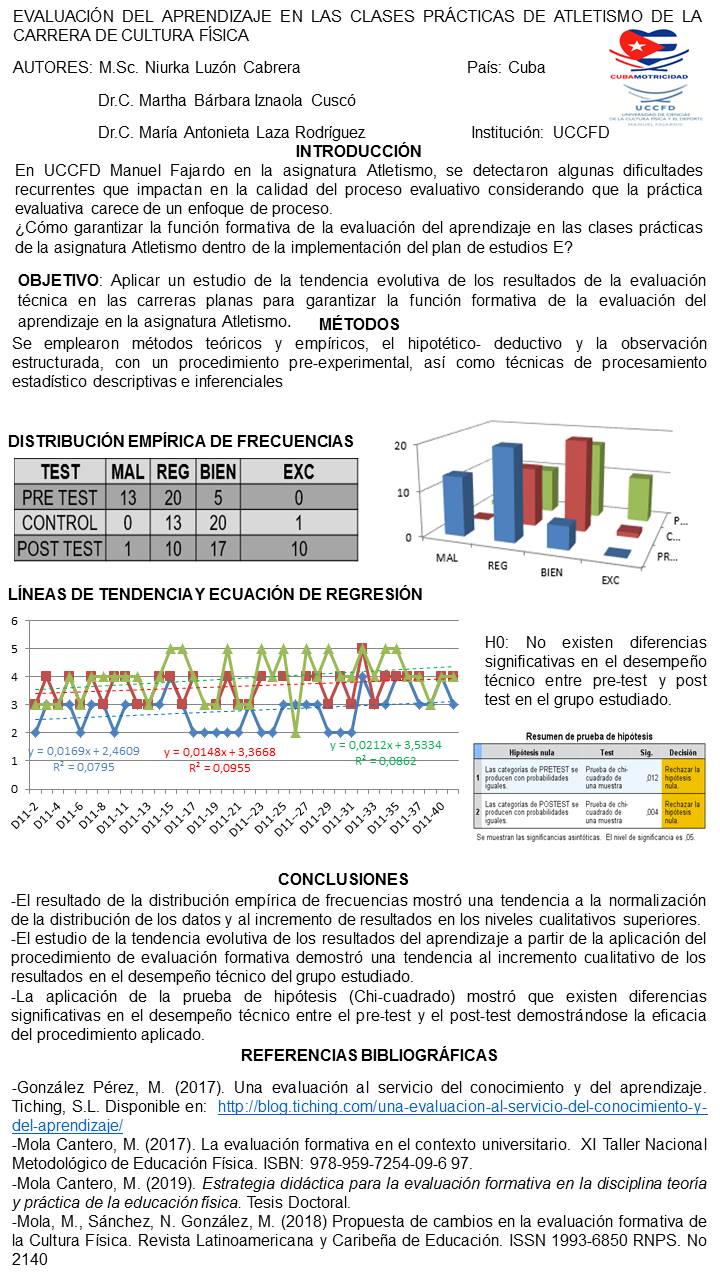 EVALUACIÓN DEL APRENDIZAJE EN LAS CLASES PRÁCTICAS DE ATLETISMO DE LA
CARRERA DE CULTURA FÍSICA
AUTORES: M.Sc. Niurka Luzón Cabrera País: Cuba
CUBAMOTRICIDAD
Dr.C. Martha Bárbara Iznaola Cuscó
UCCFD
UNIVERSIDAD DE CIENCIAS
DE LA CULTURA FÍSICA Y EL DEPORTE
MANUEL FAJARDO
Dr.C. María Antonieta Laza Rodríguez Institución: UCCFD
INTRODUCCIÓN
En UCCFD Manuel Fajardo en la asignatura Atletismo, se detectaron algunas dificultades
recurrentes que impactan en la calidad del proceso evaluativo considerando que la práctica
evaluativa carece de un enfoque de proceso.
¿Cómo garantizar la función formativa de la evaluación del aprendizaje en las clases prácticas
de la asignatura Atletismo dentro de la implementación del plan de estudios E?
OBJETIVO: Aplicar un estudio de la tendencia evolutiva de los resultados de la evaluación
técnica en las carreras planas para garantizar la función formativa de la evaluación del
aprendizaje en la asignatura Atletismo. MÉTODOS
Se emplearon métodos teóricos y empíricos, el hipotético- deductivo y la observación
estructurada, con un procedimiento pre-experimental, así como técnicas de procesamiento
estadístico descriptivas e inferenciales
DISTRIBUCIÓN EMPÍRICA DE FRECUENCIAS
TEST MAL REG BIEN EXC
PRE TEST 13 20 5 0
CONTROL 0 13 20 1
POST TEST 1 10 17 10
20
10
0
MAL
REG
BIEN
EXC
P...
C...
PR...
LÍNEAS DE TENDENCIA Y ECUACIÓN DE REGRESIÓN
6
5
4
3
2
1
0
y = 0,0169x + 2,4609
R² = 0,0795
y = 0,0148x + 3,3668
R² = 0,0955
y = 0,0212x + 3,5334
R² = 0,0862
D11-2
D11-4
D11-6
D11-8
D11-11
D11-13
D11-15
D11-17
D11-19
D11-21
D11–23
D11-25
D11–27
D11-29
D11-31
D11-33
D11-35
D11-37
D11-40
H0: No existen diferencias
significativas en el desempeño
técnico entre pre-test y post
test en el grupo estudiado.
Resumen de prueba de hipótesis
Hipótesis nula Test Sig. Decisión
1 Las categorías de PRETEST se producen con probabilidades iguales. Prueba de chi-cuadrado de una muestra ,012 Rechazar la hipótesis nula.
2 Las categorías de POSTEST se producen con probabilidades iguales. Prueba de chi-cuadrado de una muestra ,004 Rechazar la hipótesis nula.
Se muestran las significancias asintóticas. El nivel de significancia es ,05.
CONCLUSIONES
-El resultado de la distribución empírica de frecuencias mostró una tendencia a la normalización
de la distribución de los datos y al incremento de resultados en los niveles cualitativos superiores.
-El estudio de la tendencia evolutiva de los resultados del aprendizaje a partir de la aplicación del
procedimiento de evaluación formativa demostró una tendencia al incremento cualitativo de los
resultados en el desempeño técnico del grupo estudiado.
-La aplicación de la prueba de hipótesis (Chi-cuadrado) mostró que existen diferencias
significativas en el desempeño técnico entre el pre-test y el post-test demostrándose la eficacia
del procedimiento aplicado.
REFERENCIAS BIBLIOGRÁFICAS
-González Pérez, M. (2017). Una evaluación al servicio del conocimiento y del aprendizaje.
Tiching, S.L. Disponible en: http://blog.tiching.com/una-evaluacion-al-servicio-del-conocimiento-y-
del-aprendizaje/
-Mola Cantero, M. (2017). La evaluación formativa en el contexto universitario. XI Taller Nacional
Metodológico de Educación Física. ISBN: 978-959-7254-09-6 97.
-Mola Cantero, M. (2019). Estrategia didáctica para la evaluación formativa en la disciplina teoría
y práctica de la educación física. Tesis Doctoral.
-Mola, M., Sánchez, N. González, M. (2018) Propuesta de cambios en la evaluación formativa de
la Cultura Física. Revista Latinoamericana y Caribeña de Educación. ISSN 1993-6850 RNPS. No
2140